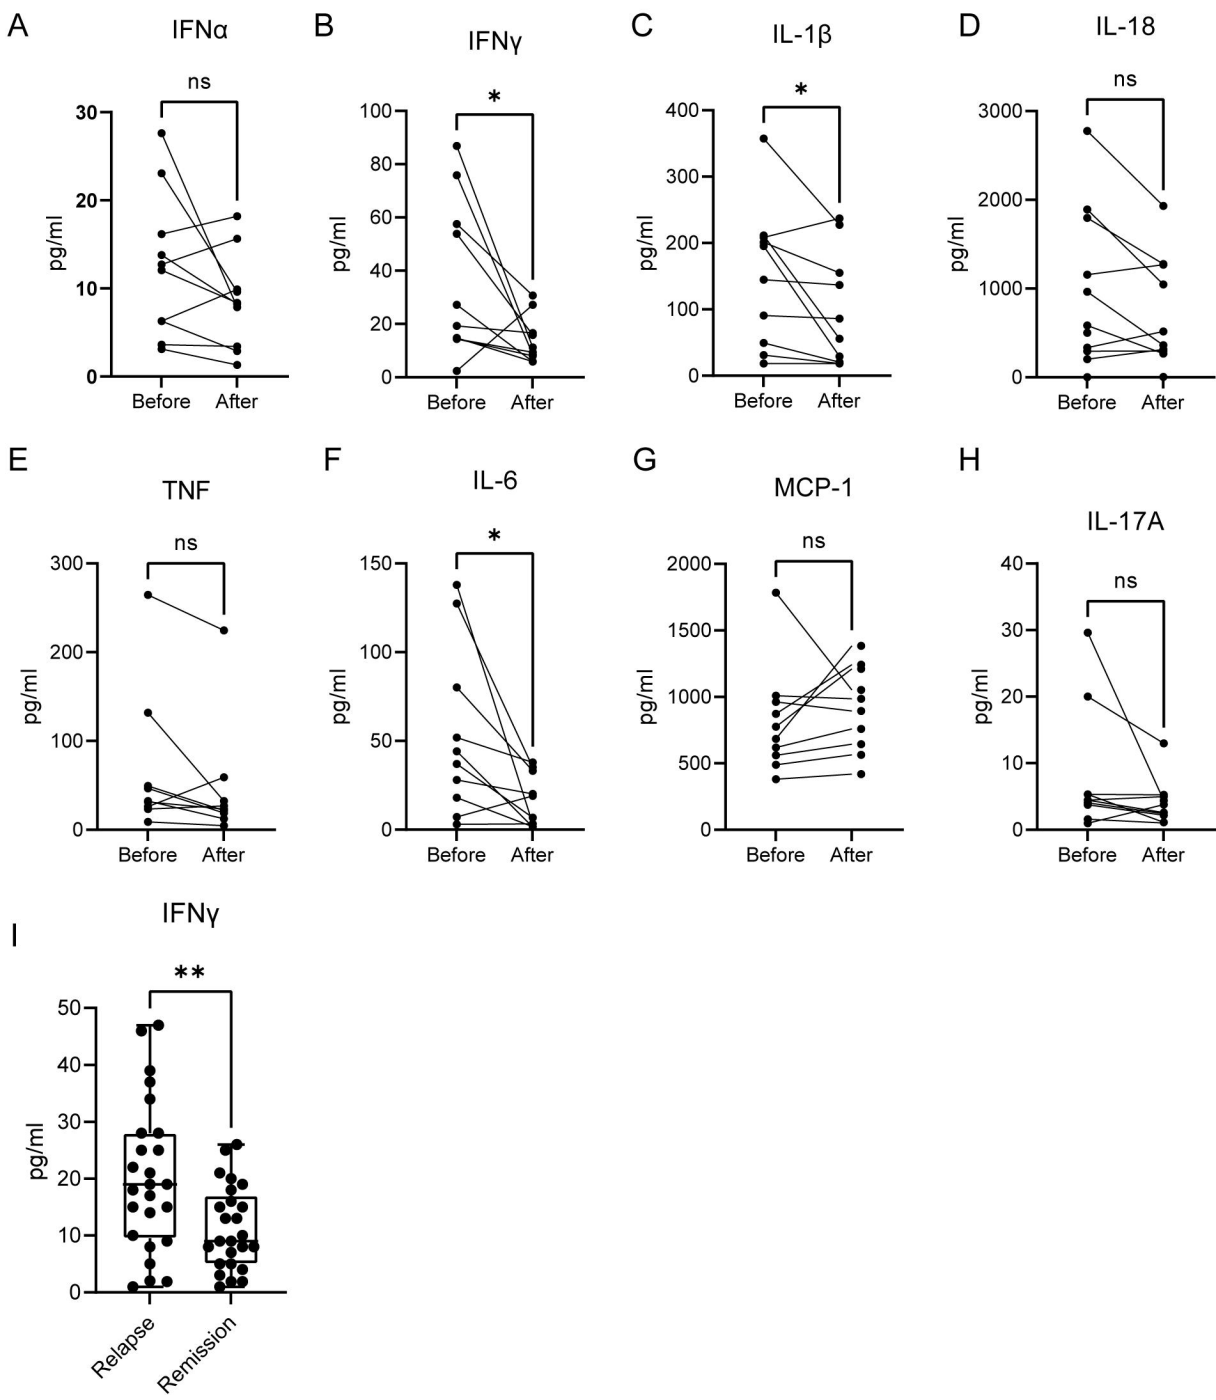 A
IFNα
ns
30
20
10
0
pg/ml
Before
After
B
IFNγ
*
100
80
60
40
20
0
pg/ml
Before
After
C
IL-1β
*
400
300
200
100
0
pg/ml
Before
After
D
IL-18
ns
3000
2000
1000
0
pg/ml
Before
After
E
TNF
ns
300
200
100
0
pg/ml
Before
After
F
IL-6
*
150
100
50
0
pg/ml
Before
After
G
MCP-1
ns
2000
1500
1000
500
0
pg/ml
Before
After
H
IL-17A
ns
40
30
20
10
0
pg/ml
Before
After
I
IFNγ
**
50
40
30
20
10
0
pg/ml
Relapse
Remission